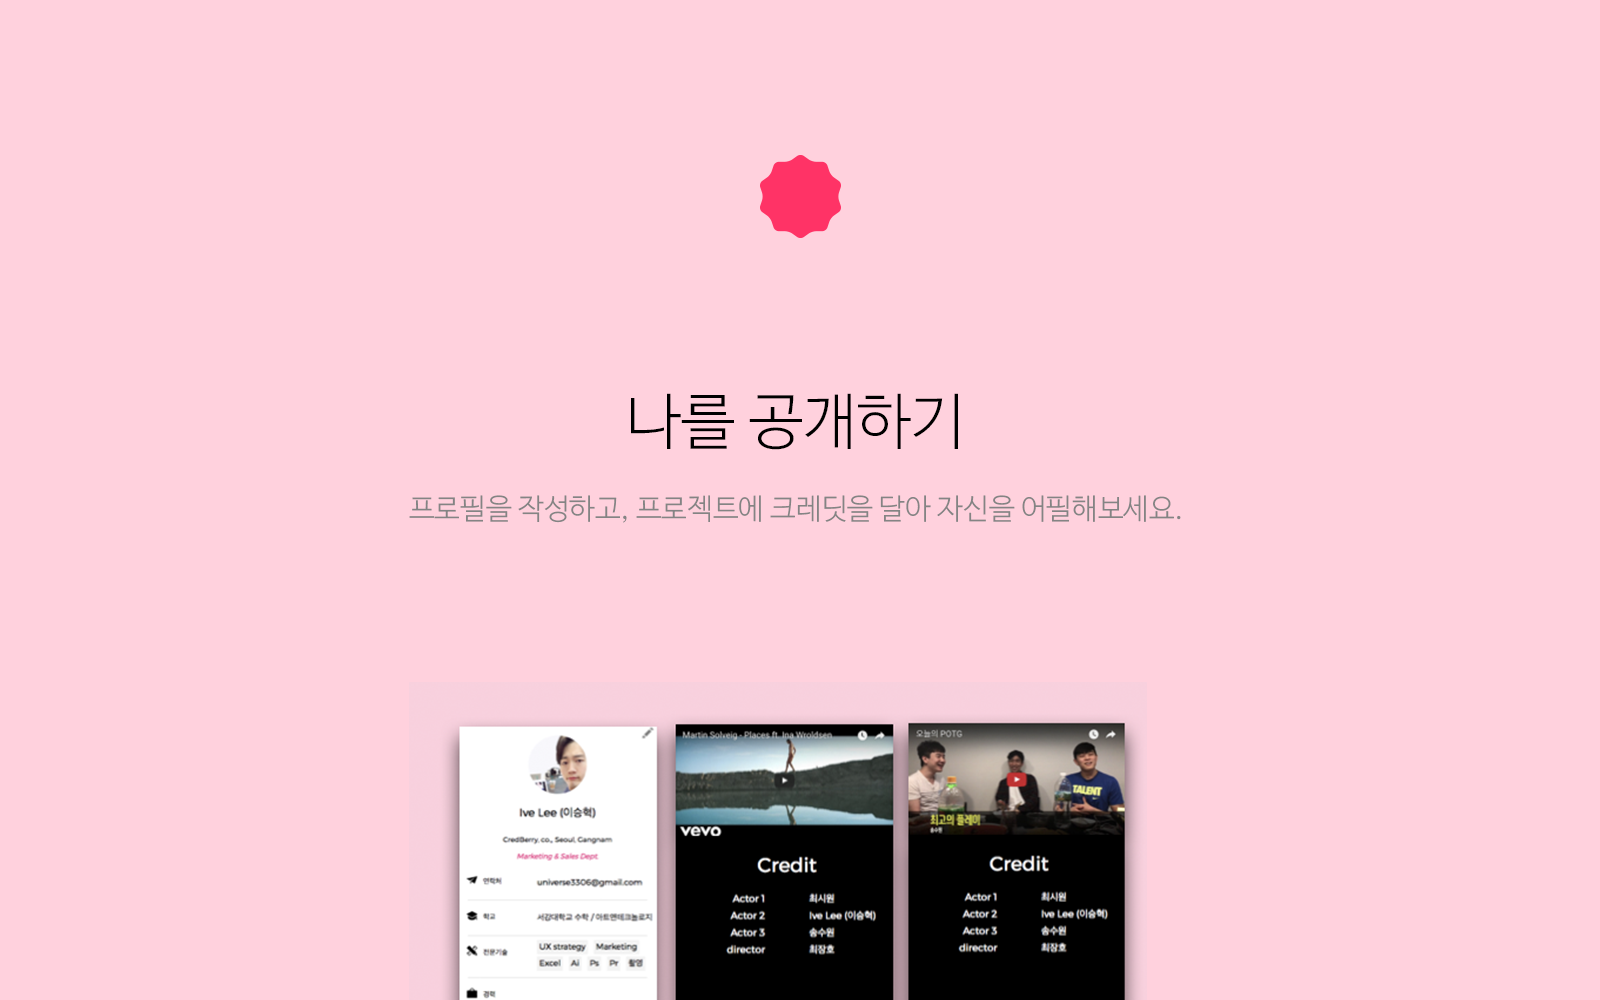 나를 공개하기
프로필을 작성하고, 프로젝트에 크레딧을 달아 자신을 어필해보세요.
Ive Lee (이승혁)
CredBerry, co., Seoul, Gangnam
Marketing & Sales Dept.
연락처 universe3306@gmail.com
학교 서강대학교 수학 / 아트앤테크놀로지
전문기술 UX strategy Marketing
Excel Ai Ps Pr 촬영
경력
Martin Solveig - Places ft. Ina Wroldsen
vevo
Credit
Actor 1 최시원
Actor 2 Ive Lee (이승혁)
Actor 3 송수원
director 최장호
오늘의 POTG
TALENT
최고의 플레이
송수원
Credit
Actor 1 최시원
Actor 2 Ive Lee (이승혁)
Actor 3 송수원
director 최장호